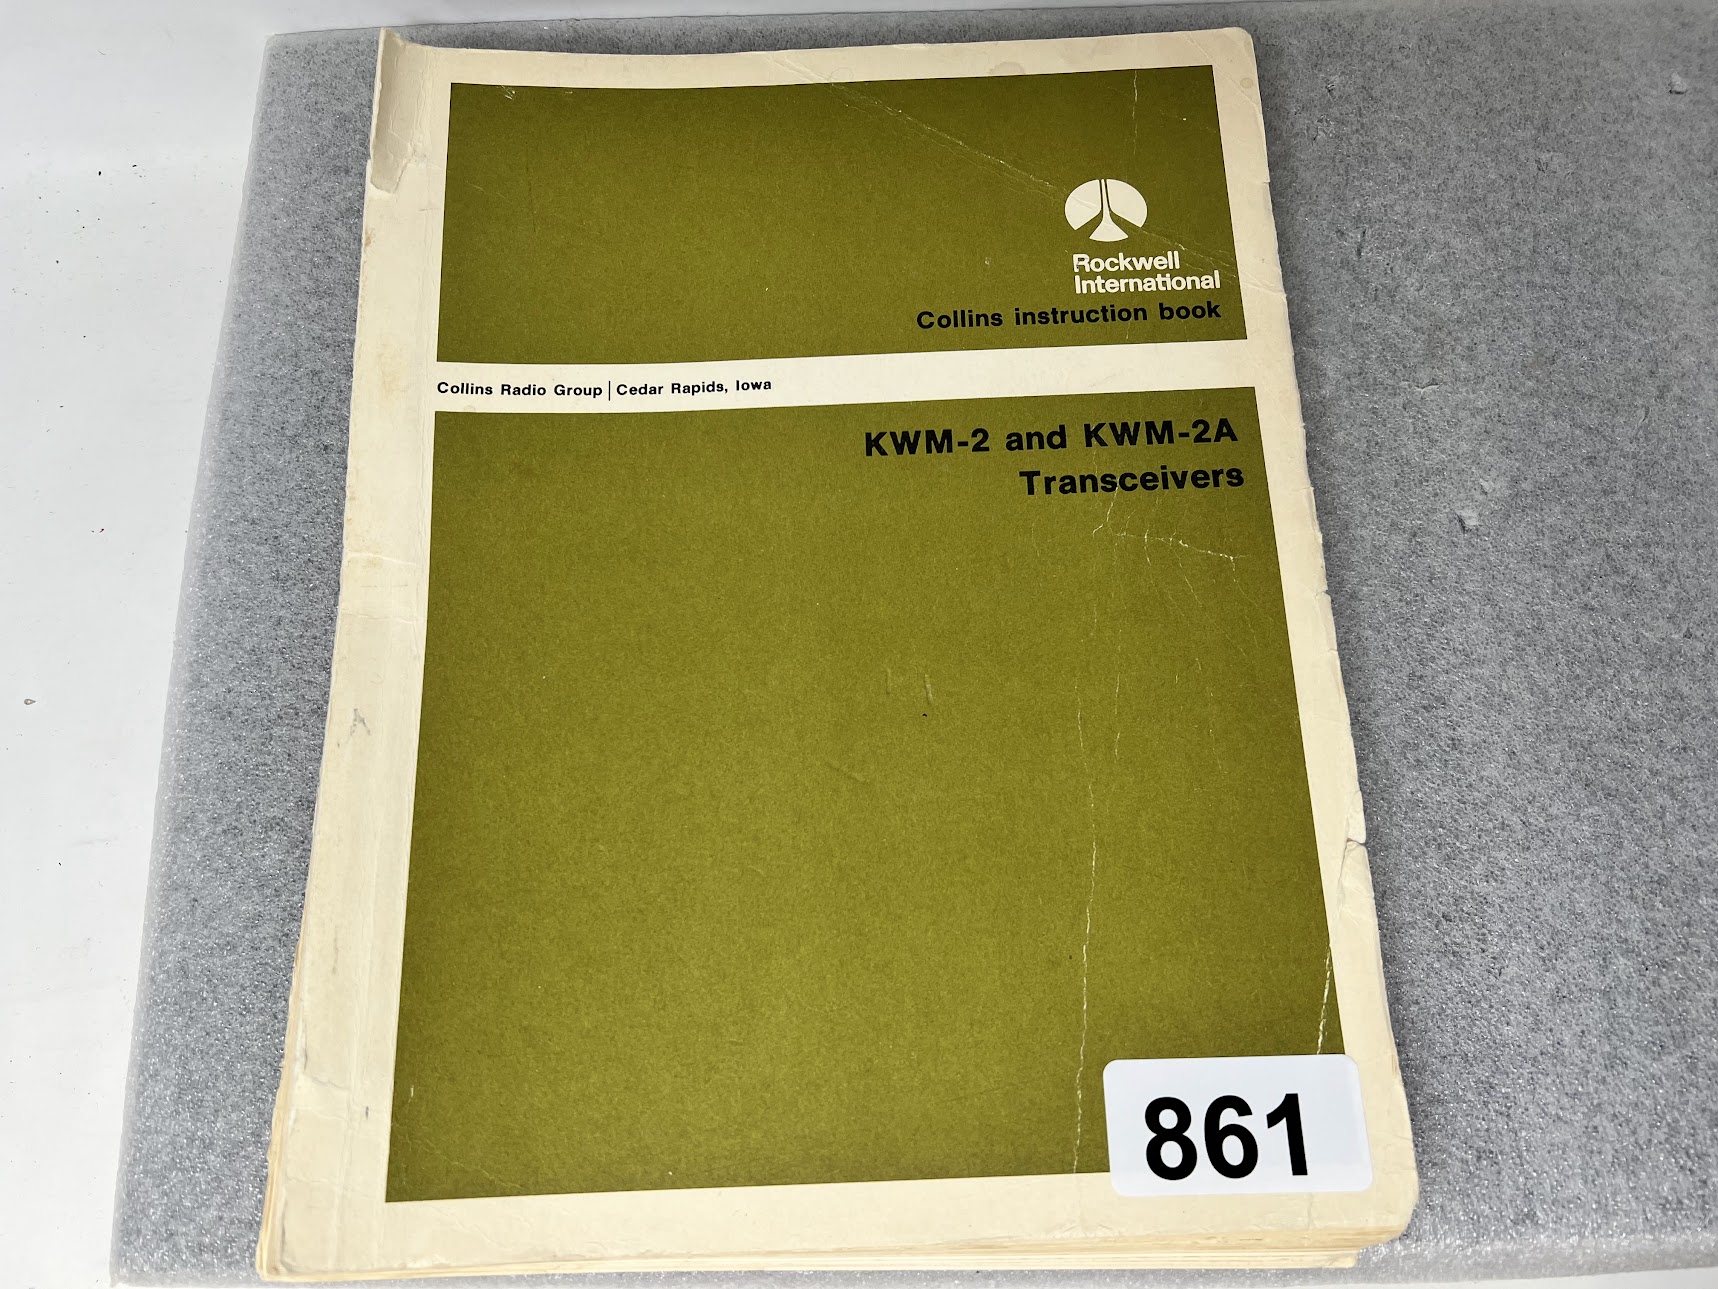 Rockwell
International
Collins instruction book
Collins Radio Group | Cedar Rapids, Iowa
KWM-2 and KWM-2A
Transceivers
861